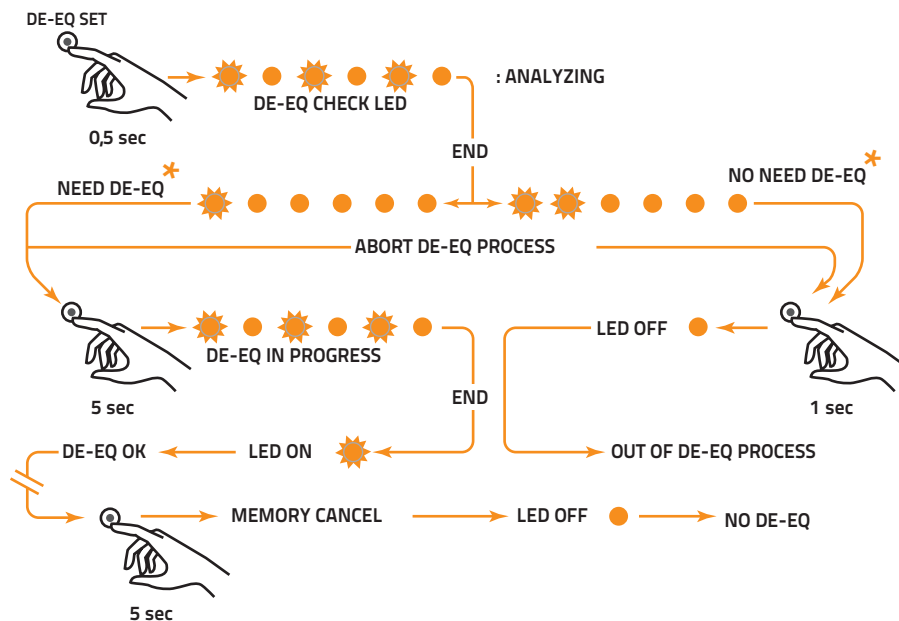 DE-EQ SET
: ANALYZING
DE-EQ CHECK LED
0,5 sec
END
NEED DE-EQ*
NO NEED DE-EQ*
ABORT DE-EQ PROCESS
LED OFF
DE-EQ IN PROGRESS
5 sec
END
1 sec
DE-EQ OK
LED ON
OUT OF DE-EQ PROCESS
MEMORY CANCEL
LED OFF
NO DE-EQ
5 sec